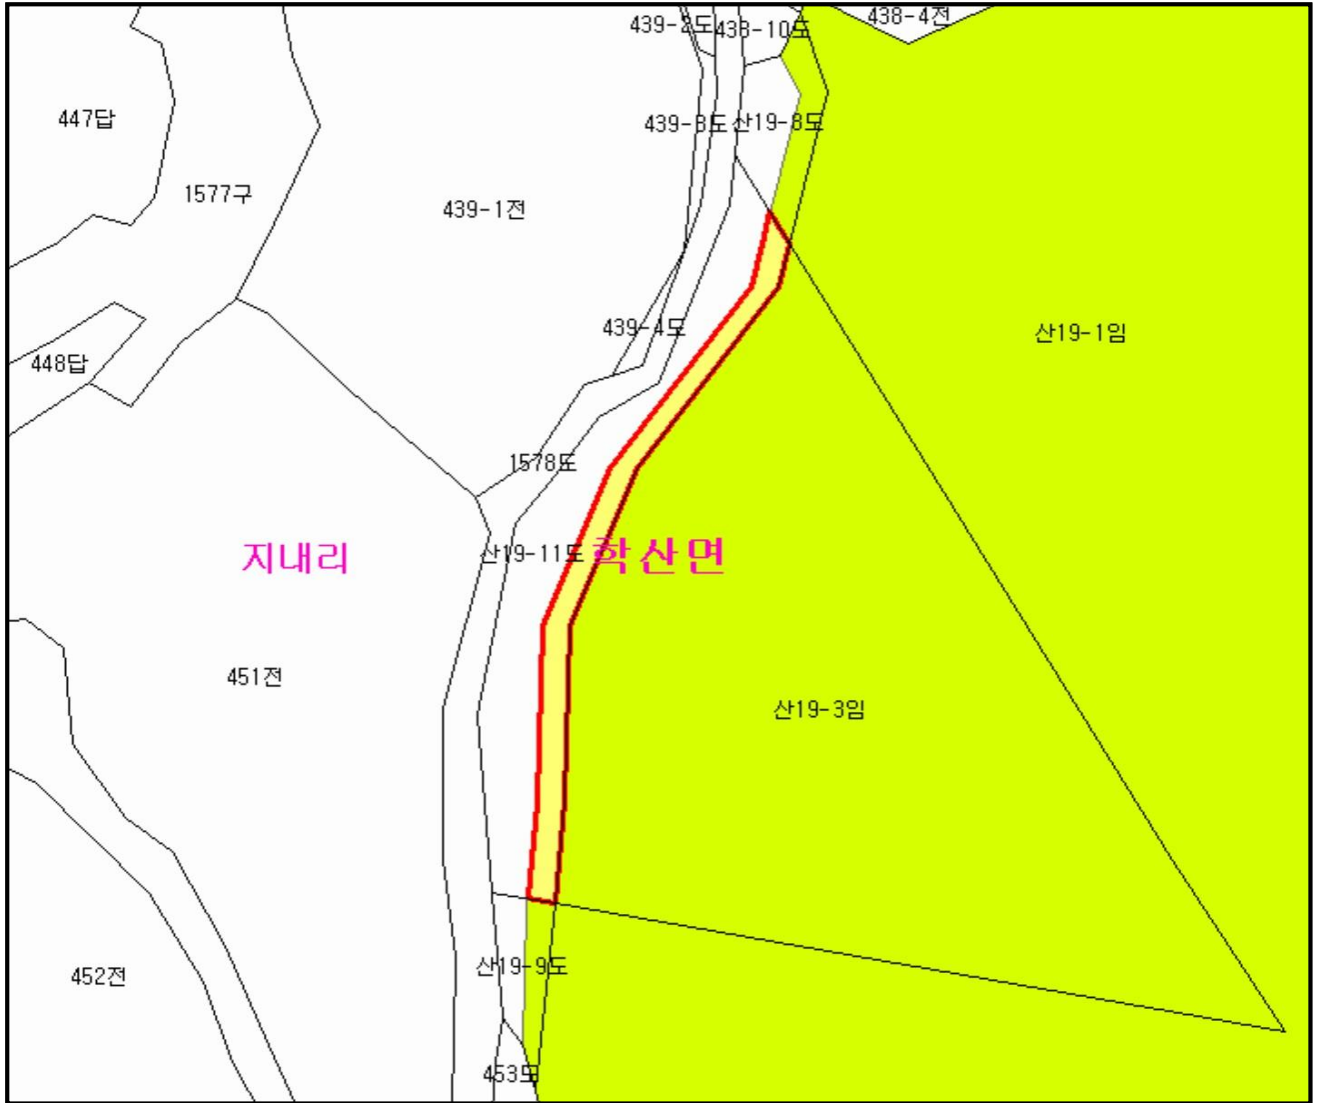 439-2도
438-10도
438-4전
447답
439-3도
산19-8도
1577구
439-1전
439-4도
산19-1임
448답
1578도
산19-11도
지내리
학산면
451전
산19-3임
산19-9도
452전
453도